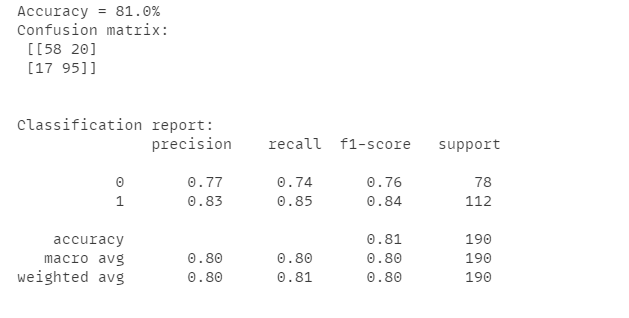 Accuracy = 81.0%
Confusion matrix:
[[58 20]
[17 95]]
Classification report:
precision recall f1-score support
0 0.77 0.74 0.76 78
1 0.83 0.85 0.84 112
accuracy 0.81 190
macro avg 0.80 0.80 0.80 190
weighted avg 0.80 0.81 0.80 190